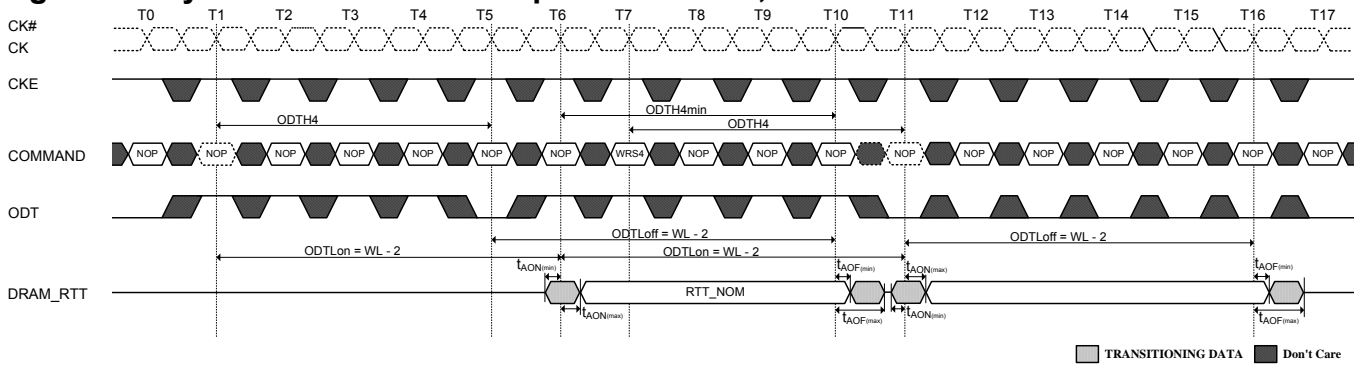 T0 T1 T2 T3 T4 T5 T6 T7 T8 T9 T10 T11 T12 T13 T14 T15 T16 T17
CK#
CK
CKE
ODTH4min
ODTH4
ODTH4
COMMAND NOP NOP NOP NOP NOP NOP NOP WRS4 NOP NOP NOP NOP NOP NOP NOP NOP NOP NOP
ODT
ODTLoff = WL - 2
ODTLoff = WL - 2
ODTLon = WL - 2
ODTLon = WL - 2
tAON(min) tAOF(min) tAON(max) tAOF(min)
DRAM_RTT RTT_NOM
tAON(max) tAOF(max) tAON(min) tAOF(max)
TRANSITIONING DATA Don't Care